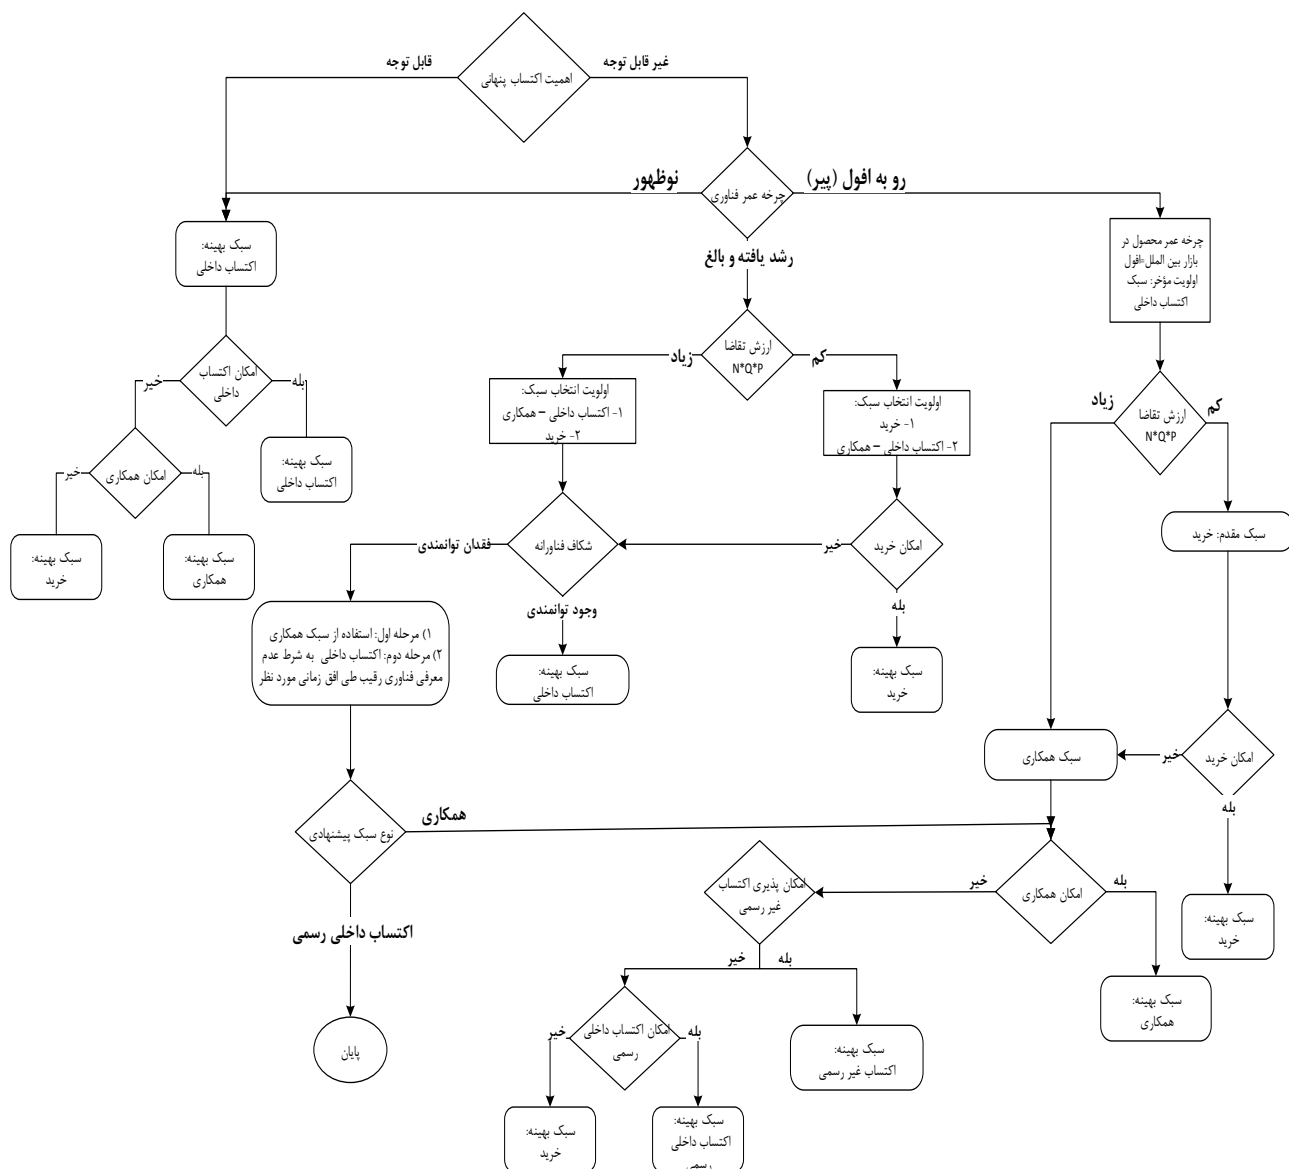 اهمیت اکتساب پنهانی
قابل توجه
غیر قابل توجه
چرخه عمر فناوری
نوظهور
رو به افول (پیر)
رشد یافته و بالغ
سبک بهینه:
اکتساب داخلی
امکان اکتساب
داخلی
خیر
بله
سبک بهینه:
اکتساب داخلی
امکان همکاری
خیر
بله
سبک بهینه:
خرید
سبک بهینه:
همکاری
ارزش تقاضا
N*Q*P
زیاد
کم
اولویت انتخاب سبک:
۱- اکتساب داخلی – همکاری
۲- خرید
اولویت انتخاب سبک:
۱- خرید
۲- اکتساب داخلی – همکاری
شکاف فناورانه
فقدان توانمندی
وجود توانمندی
امکان خرید
خیر
بله
سبک بهینه:
خرید
سبک بهینه:
اکتساب داخلی
۱) مرحله اول: استفاده از سبک همکاری
۲) مرحله دوم: اکتساب داخلی به شرط عدم
معرفی فناوری رقیب طی افق زمانی مورد نظر
نوع سبک پیشنهادی
همکاری
اکتساب داخلی رسمی
پایان
چرخه عمر محصول در
بازار بین الملل=افول
اولویت مؤخر: سبک
اکتساب داخلی
ارزش تقاضا
N*Q*P
زیاد
کم
سبک مقدم: خرید
امکان خرید
خیر
بله
سبک همکاری
سبک بهینه:
خرید
امکان همکاری
خیر
بله
سبک بهینه:
همکاری
امکان پذیری اکتساب
غیر رسمی
خیر
بله
سبک بهینه:
اکتساب غیر رسمی
امکان اکتساب داخلی
رسمی
خیر
بله
سبک بهینه:
خرید
سبک بهینه:
اکتساب داخلی
رسمی